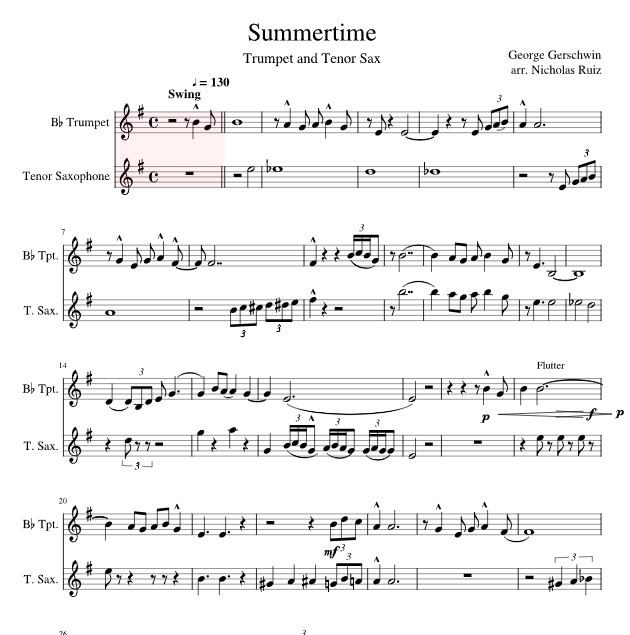 Summertime
Trumpet and Tenor Sax
George Gerschwin
arr. Nicholas Ruiz
♩ = 130
Swing
B♭ Trumpet
3
Tenor Saxophone
3
7
B♭ Tpt.
3
T. Sax.
3
3
14
B♭ Tpt.
3
Flutter
p
f
p
T. Sax.
3
3
3
3
3
20
B♭ Tpt.
mf
3
T. Sax.
3
3
26
3